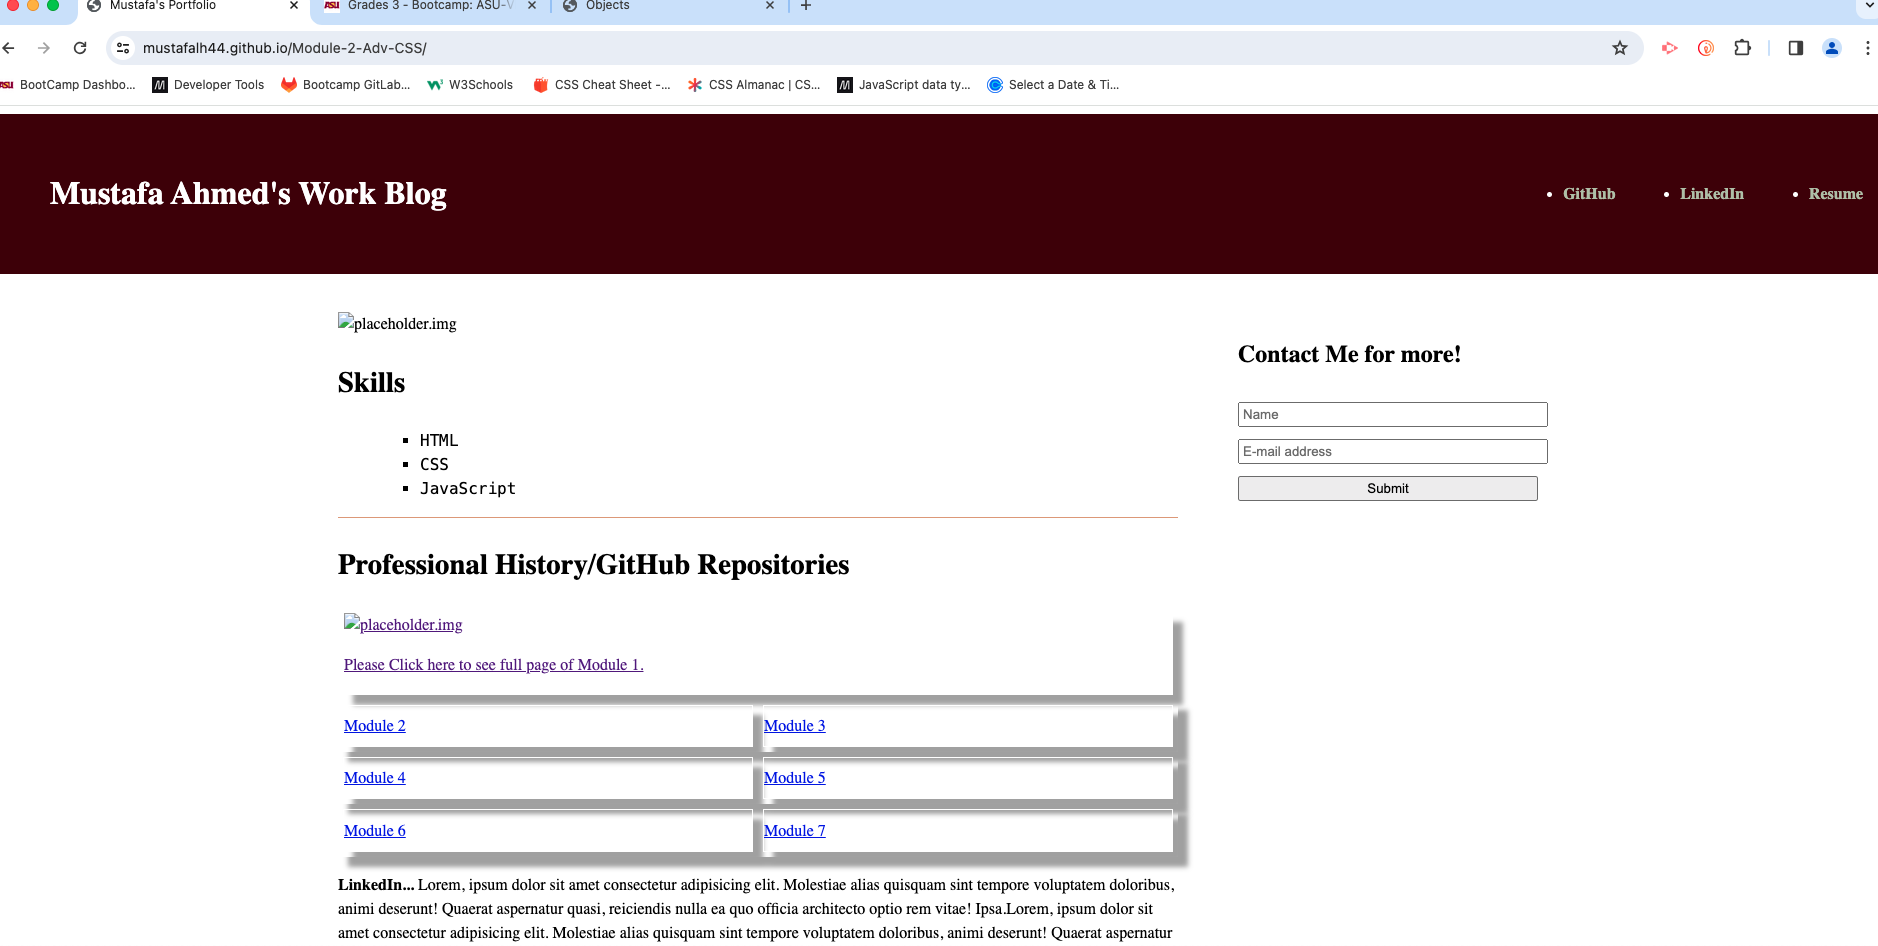 Mustafa's Portfolio
Grades 3 - Bootcamp: ASU-V
Objects
mustafalh44.github.io/Module-2-Adv-CSS/
ASU BootCamp Dashbo...
Developer Tools
Bootcamp GitLab...
W3Schools
CSS Cheat Sheet -...
CSS Almanac | CS...
JavaScript data ty...
Select a Date & Ti...
Mustafa Ahmed's Work Blog
GitHub
LinkedIn
Resume
placeholder.img
Skills
HTML
CSS
JavaScript
Contact Me for more!
Name
E-mail address
Submit
Professional History/GitHub Repositories
placeholder.img
Please Click here to see full page of Module 1.
Module 2
Module 3
Module 4
Module 5
Module 6
Module 7
LinkedIn... Lorem, ipsum dolor sit amet consectetur adipisicing elit. Molestiae alias quisquam sint tempore voluptatem doloribus,
animi deserunt! Quaerat aspernatur quasi, reiciendis nulla ea quo officia architecto optio rem vitae! Ipsa.Lorem, ipsum dolor sit
amet consectetur adipisicing elit. Molestiae alias quisquam sint tempore voluptatem doloribus, animi deserunt! Quaerat aspernatur